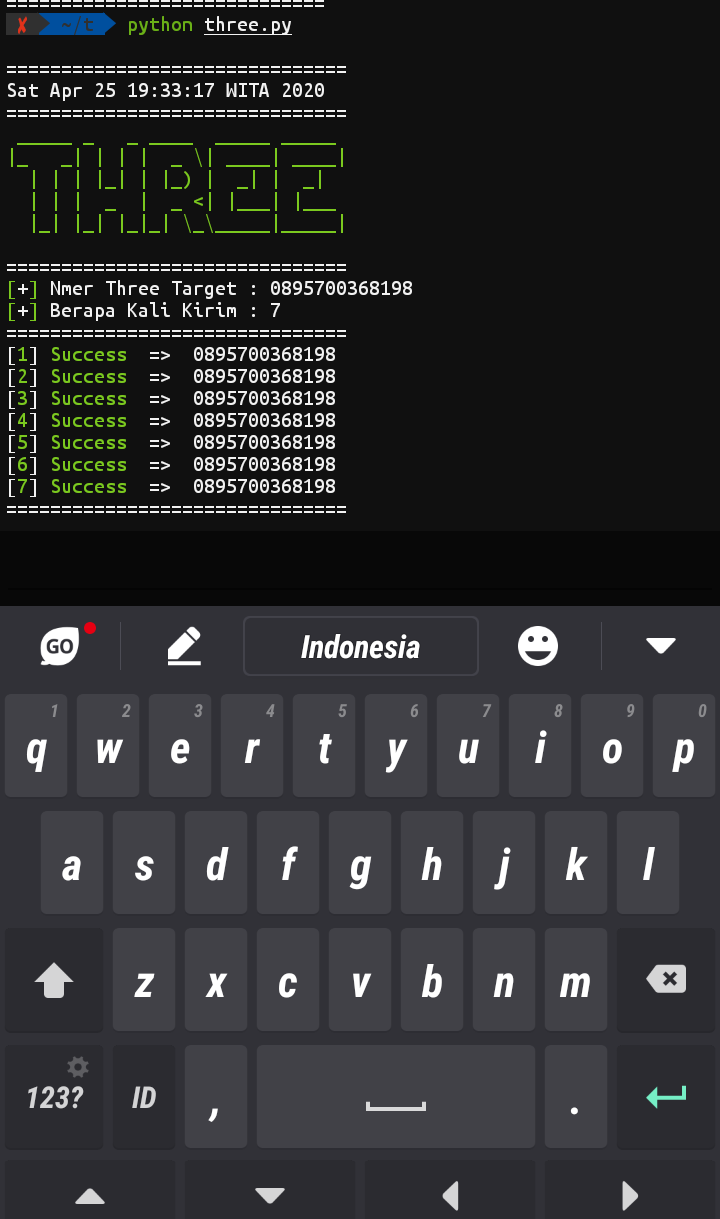 ==============================
✗ ~/t python three.py
===============================
Sat Apr 25 19:33:17 WITA 2020
===============================
THREE
===============================
[+] Nmer Three Target : 0895700368198
[+] Berapa Kali Kirim : 7
===============================
[1] Success => 0895700368198
[2] Success => 0895700368198
[3] Success => 0895700368198
[4] Success => 0895700368198
[5] Success => 0895700368198
[6] Success => 0895700368198
[7] Success => 0895700368198
===============================
GO Indonesia
1 2 3 4 5 6 7 8 9 0
q w e r t y u i o p
a s d f g h j k l
z x c v b n m
123? ID , .